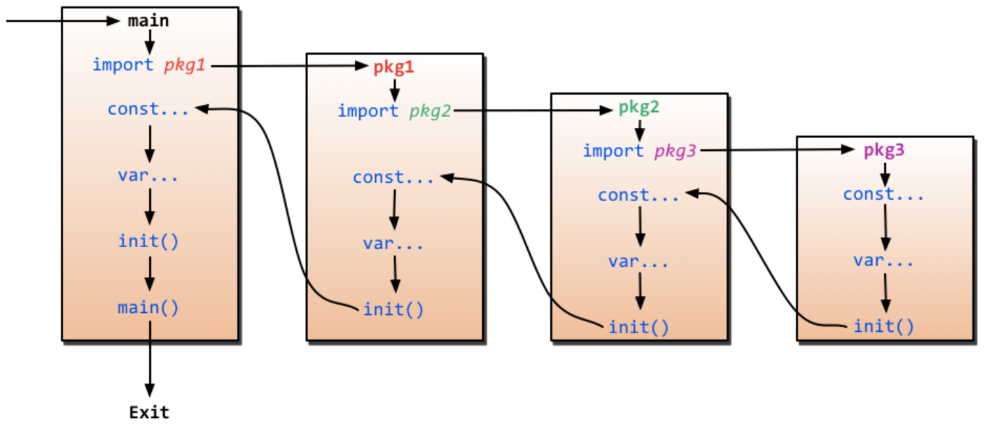 main
import pkg1
const...
var...
init()
main()
Exit
pkg1
import pkg2
const...
var...
init()
pkg2
import pkg3
const...
var...
init()
pkg3
const...
var...
init()